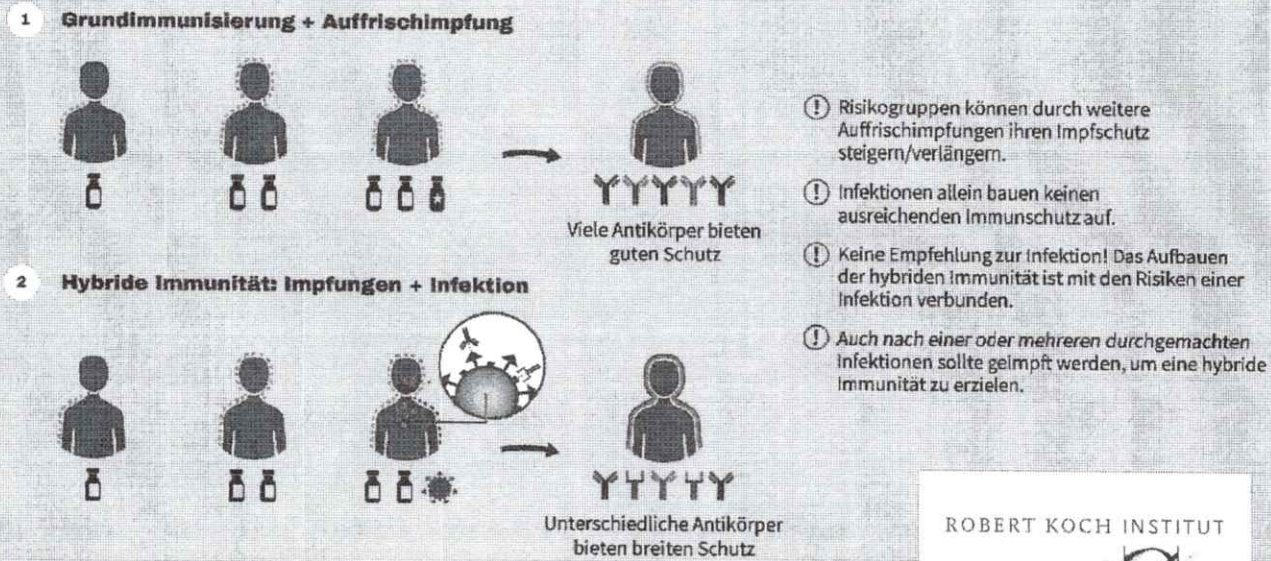 1 Grundimmunisierung + Auffrischimpfung
Viele Antikörper bieten
guten Schutz
2 Hybride Immunität: Impfungen + Infektion
Unterschiedliche Antikörper
bieten breiten Schutz
! Risikogruppen können durch weitere
Auffrischimpfungen ihren Impfschutz
steigern/verlängern.
! Infektionen allein bauen keinen
ausreichenden Immunschutz auf.
! Keine Empfehlung zur Infektion! Das Aufbauen
der hybriden Immunität ist mit den Risiken einer
Infektion verbunden.
! Auch nach einer oder mehreren durchgemachten
Infektionen sollte geimpft werden, um eine hybride
Immunität zu erzielen.
ROBERT KOCH INSTITUT